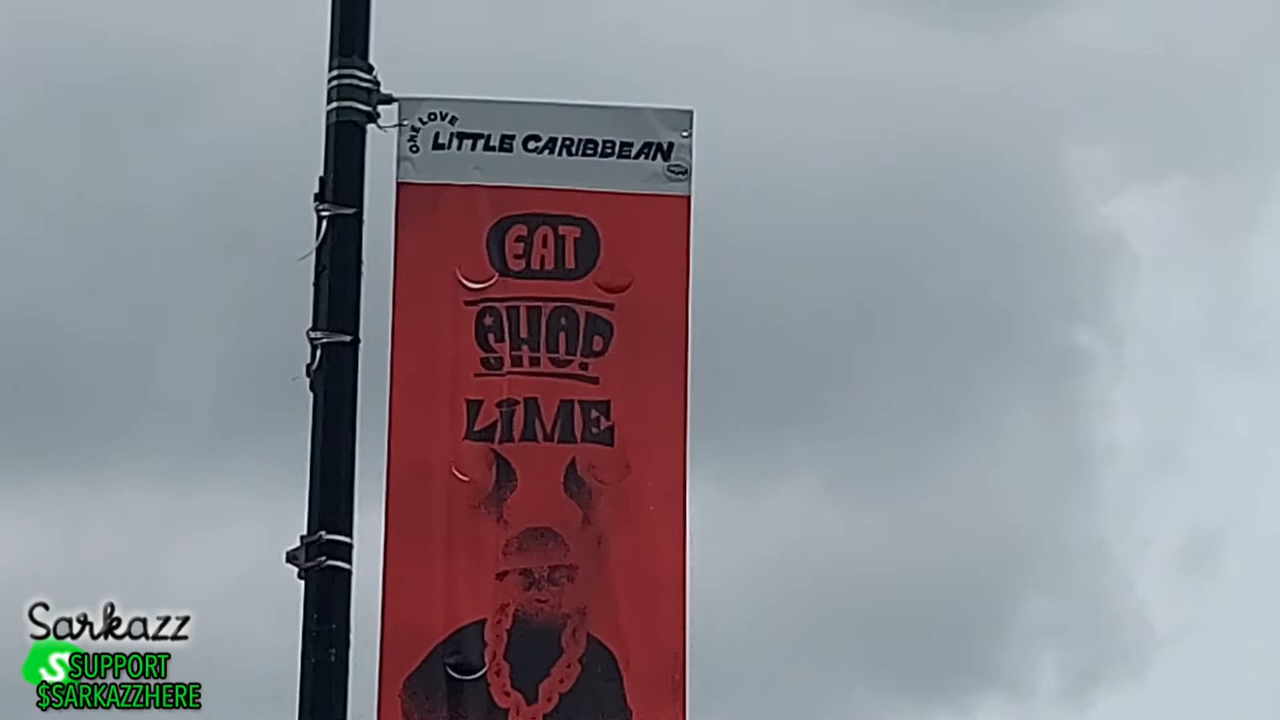 ONE LOVE
LITTLE CARIBBEAN
EAT
SHOP
LiME
Sarkazz
$SUPPORT
$SARKAZZHERE